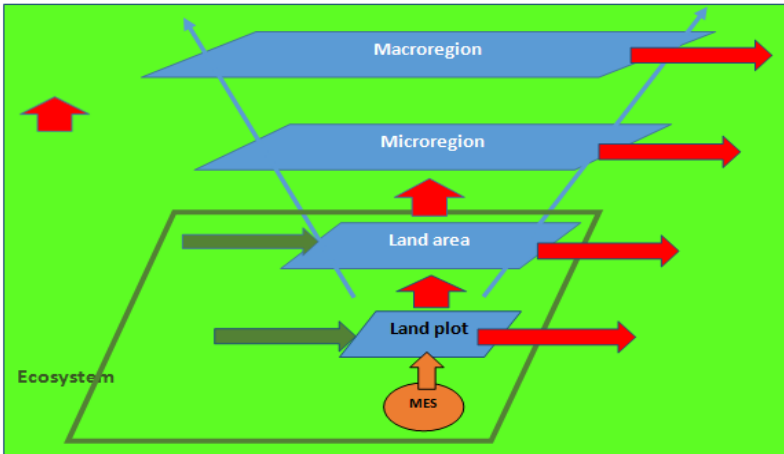 Macroregion
Microregion
Land area
Land plot
Ecosystem
MES